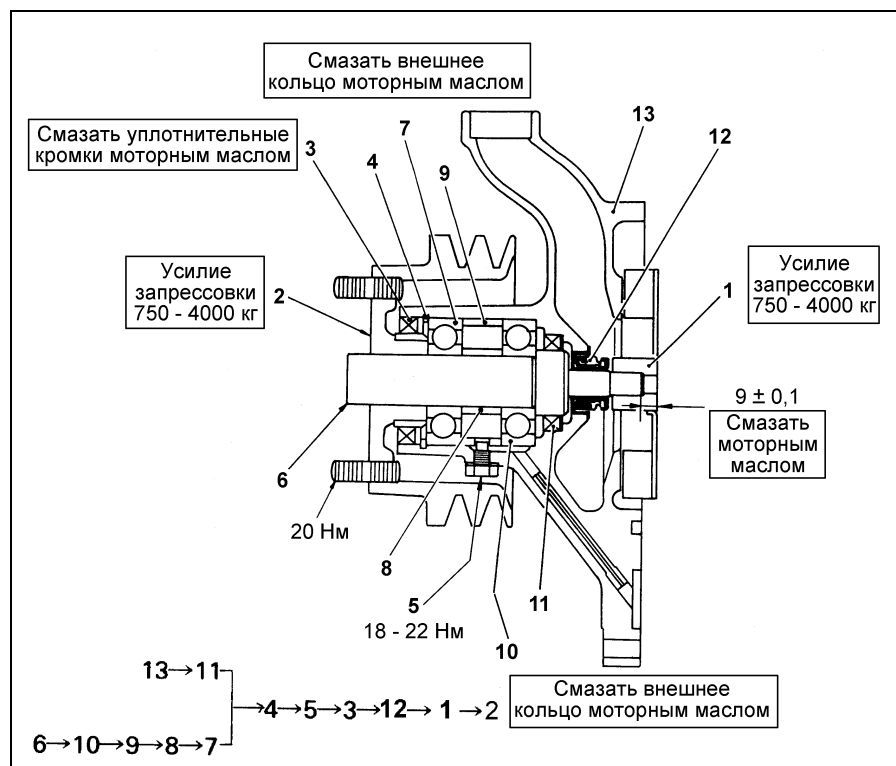 Смазать внешнее
кольцо моторным маслом
Смазать уплотнительные
кромки моторным маслом
3
4
7
9
12
13
Усилие
запрессовки
750 - 4000 кг
2
Усилие
запрессовки
750 - 4000 кг
1
9 ± 0,1
Смазать
моторным
маслом
6
20 Нм
8
5
18 - 22 Нм
10
11
Смазать внешнее
кольцо моторным маслом
13→11
→4→5→3→12→1→2
6→10→9→8→7